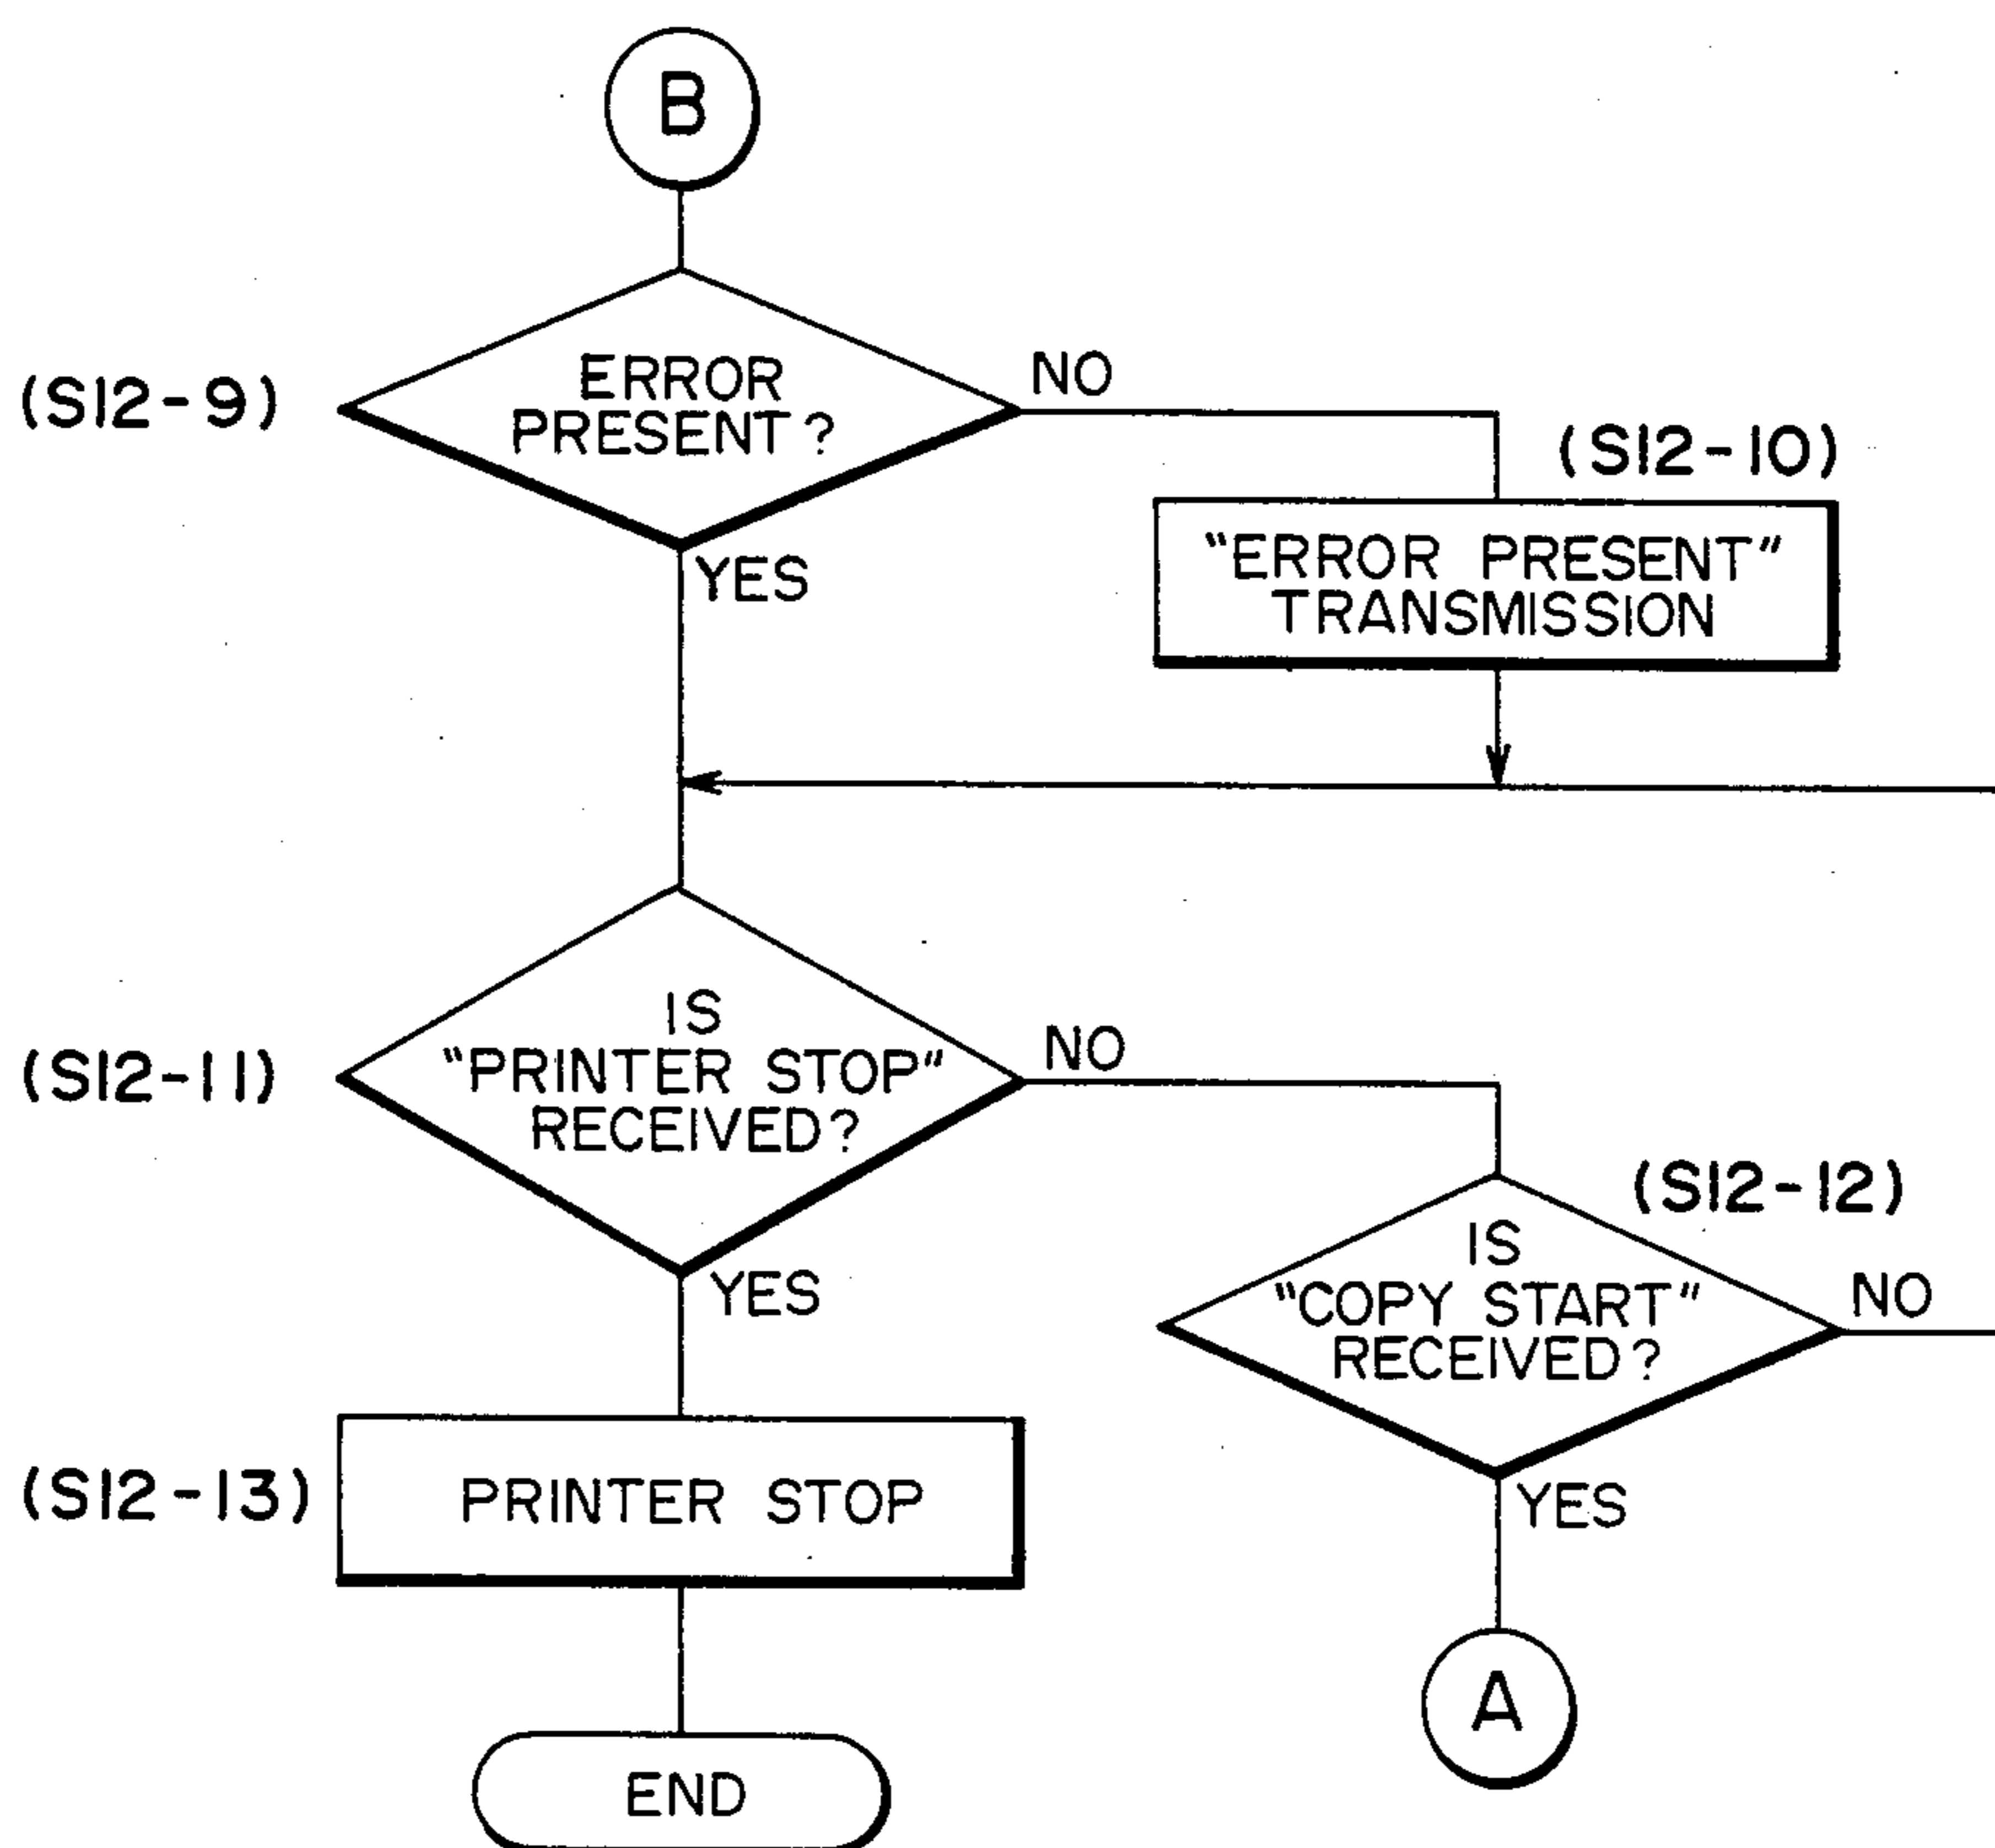 B
(S12-9)
ERROR
PRESENT?
NO
YES
(S12-10)
"ERROR PRESENT"
TRANSMISSION
(S12-11)
IS
"PRINTER STOP"
RECEIVED?
NO
YES
(S12-12)
IS
"COPY START"
RECEIVED?
NO
YES
(S12-13)
PRINTER STOP
A
END